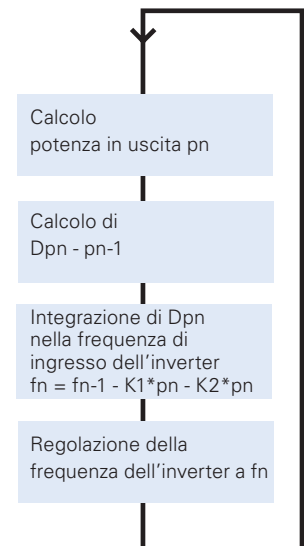 Calcolo
potenza in uscita pn
Calcolo di
Dpn - pn-1
Integrazione di Dpn
nella frequenza di
ingresso dell'inverter
fn = fn-1 - K1*pn - K2*pn
Regolazione della
frequenza dell'inverter a fn